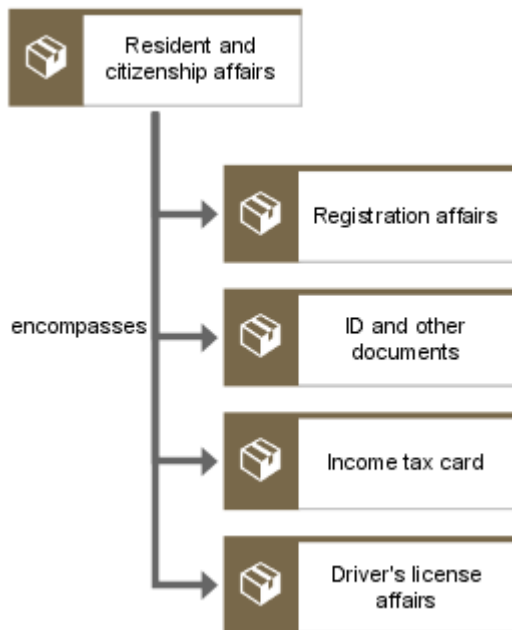 Resident and
citizenship affairs
Registration affairs
encompasses
ID and other
documents
Income tax card
Driver's license
affairs